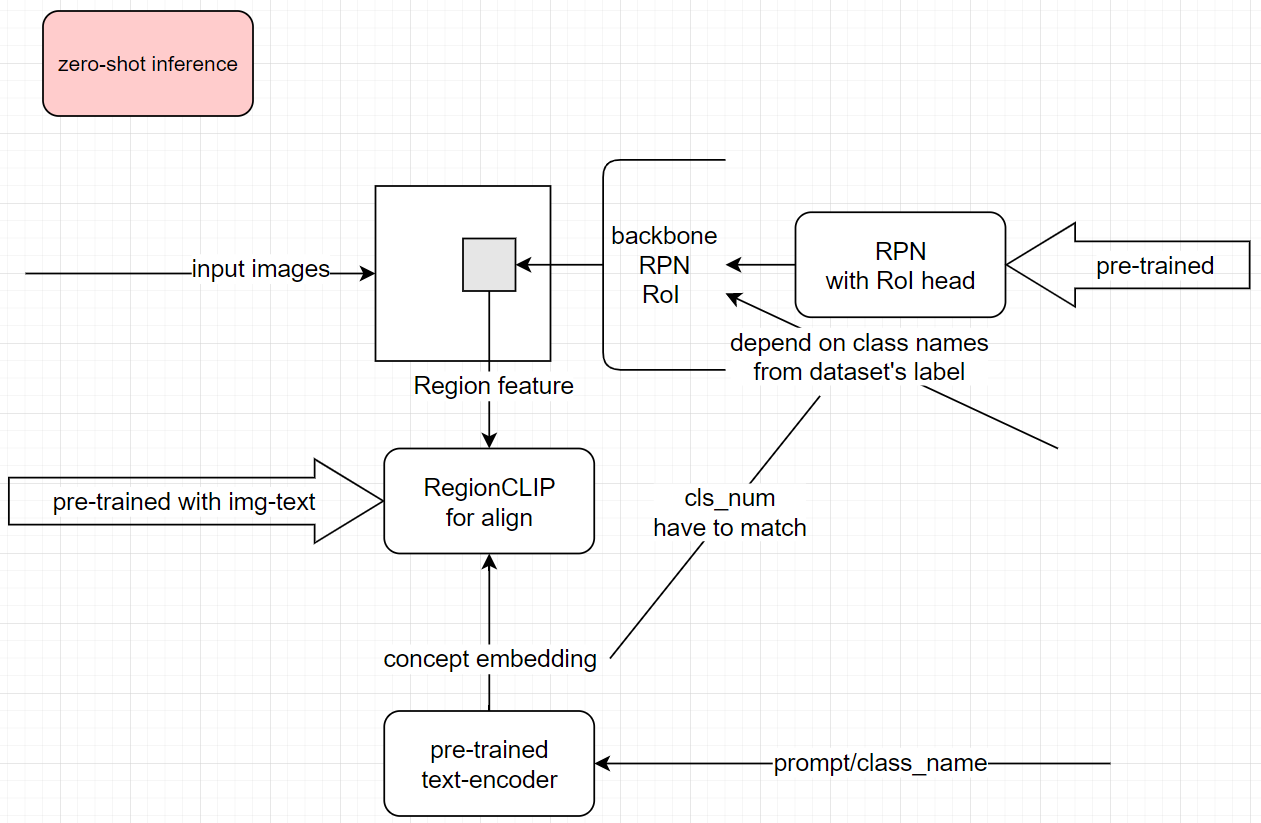 zero-shot inference
backbone
RPN
RoI
RPN
with RoI head
pre-trained
input images
depend on class names
from dataset's label
Region feature
RegionCLIP
for align
pre-trained with img-text
cls_num
have to match
concept embedding
pre-trained
text-encoder
prompt/class_name